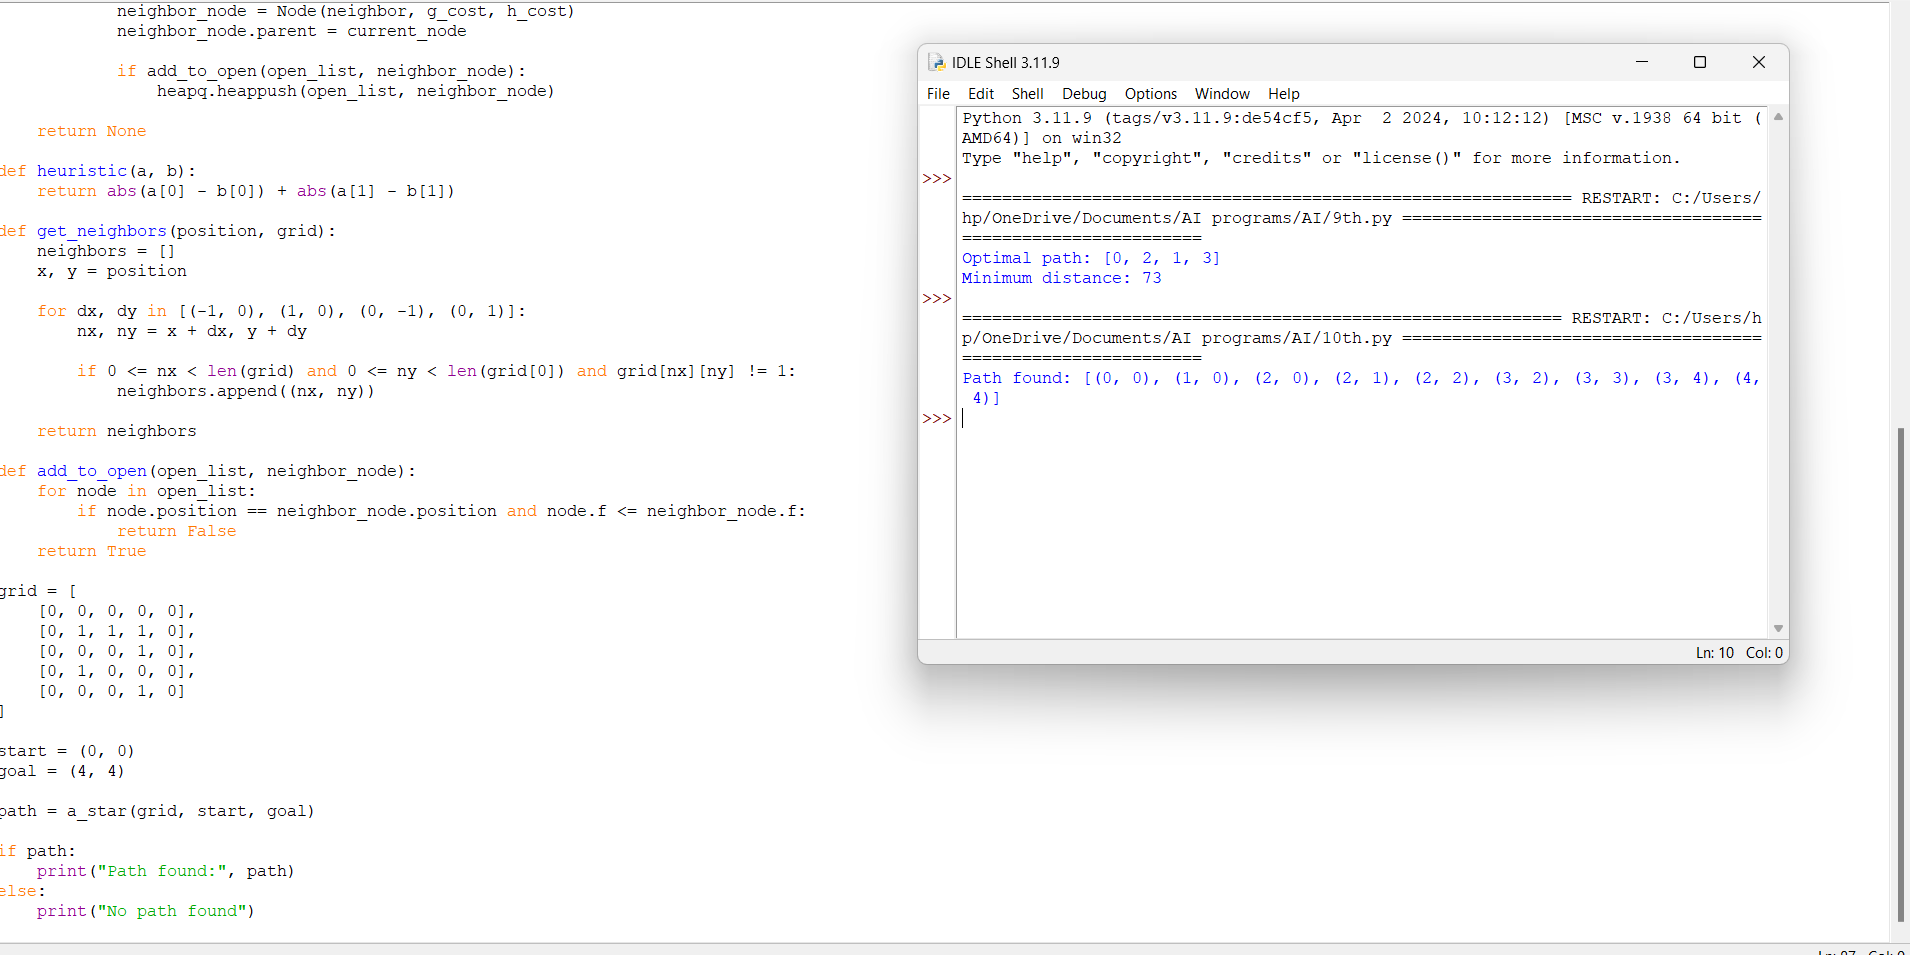 neighbor_node = Node(neighbor, g_cost, h_cost)
            neighbor_node.parent = current_node
            if add_to_open(open_list, neighbor_node):
                heapq.heappush(open_list, neighbor_node)
    return None
def heuristic(a, b):
    return abs(a[0] - b[0]) + abs(a[1] - b[1])
def get_neighbors(position, grid):
    neighbors = []
    x, y = position
    for dx, dy in [(-1, 0), (1, 0), (0, -1), (0, 1)]:
        nx, ny = x + dx, y + dy
        if 0 <= nx < len(grid) and 0 <= ny < len(grid[0]) and grid[nx][ny] != 1:
            neighbors.append((nx, ny))
    return neighbors
def add_to_open(open_list, neighbor_node):
    for node in open_list:
        if node.position == neighbor_node.position and node.f <= neighbor_node.f:
            return False
    return True
grid = [
    [0, 0, 0, 0, 0],
    [0, 1, 1, 1, 0],
    [0, 0, 0, 1, 0],
    [0, 1, 0, 0, 0],
    [0, 0, 0, 1, 0]
]
start = (0, 0)
goal = (4, 4)
path = a_star(grid, start, goal)
if path:
    print("Path found:", path)
else:
    print("No path found")
IDLE Shell 3.11.9
File Edit Shell Debug Options Window Help
Python 3.11.9 (tags/v3.11.9:de54cf5, Apr  2 2024, 10:12:12) [MSC v.1938 64 bit (
AMD64)] on win32
Type "help", "copyright", "credits" or "license()" for more information.
>>>
============================================================= RESTART: C:/Users/
hp/OneDrive/Documents/AI programs/AI/9th.py ====================================
========================
Optimal path: [0, 2, 1, 3]
Minimum distance: 73
>>>
============================================================ RESTART: C:/Users/h
p/OneDrive/Documents/AI programs/AI/10th.py ====================================
========================
Path found: [(0, 0), (1, 0), (2, 0), (2, 1), (2, 2), (3, 2), (3, 3), (3, 4), (4,
 4)]
>>>
Ln: 10 Col: 0